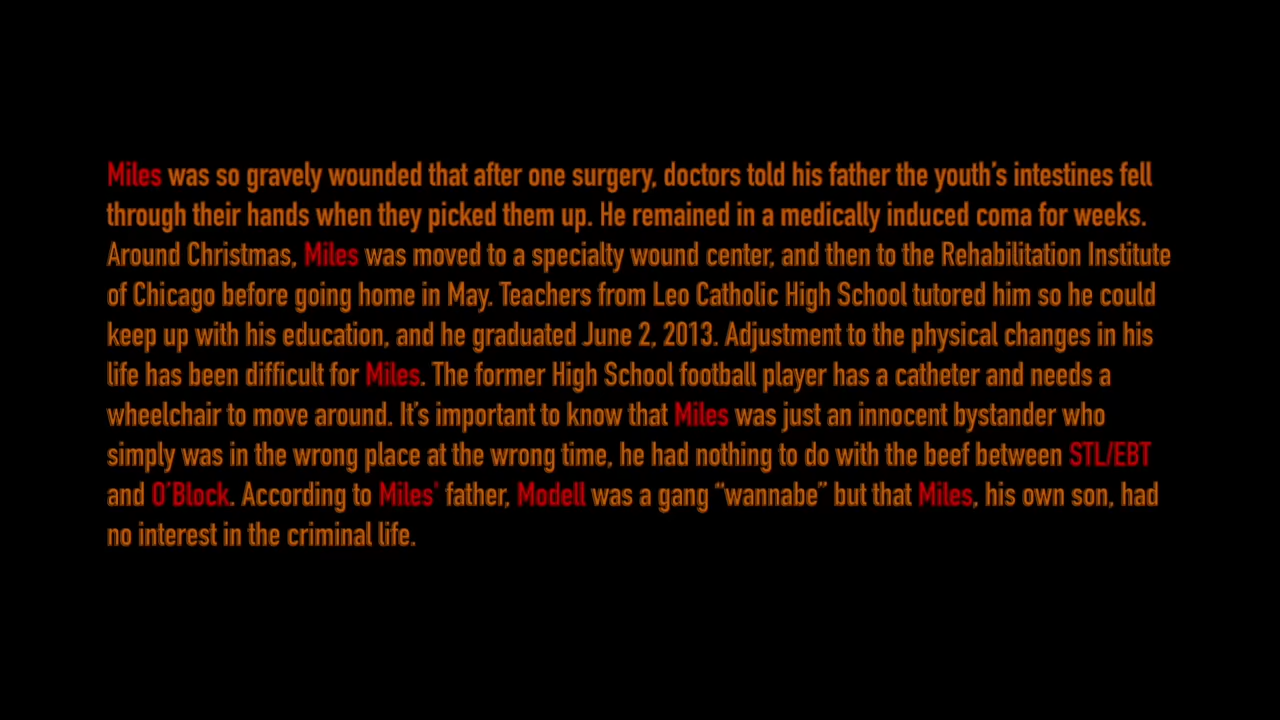 Miles was so gravely wounded that after one surgery, doctors told his father the youth's intestines fell
through their hands when they picked them up. He remained in a medically induced coma for weeks.
Around Christmas, Miles was moved to a specialty wound center, and then to the Rehabilitation Institute
of Chicago before going home in May. Teachers from Leo Catholic High School tutored him so he could
keep up with his education, and he graduated June 2, 2013. Adjustment to the physical changes in his
life has been difficult for Miles. The former High School football player has a catheter and needs a
wheelchair to move around. It's important to know that Miles was just an innocent bystander who
simply was in the wrong place at the wrong time, he had nothing to do with the beef between STL/EBT
and O'Block. According to Miles' father, Modell was a gang “wannabe” but that Miles, his own son, had
no interest in the criminal life.